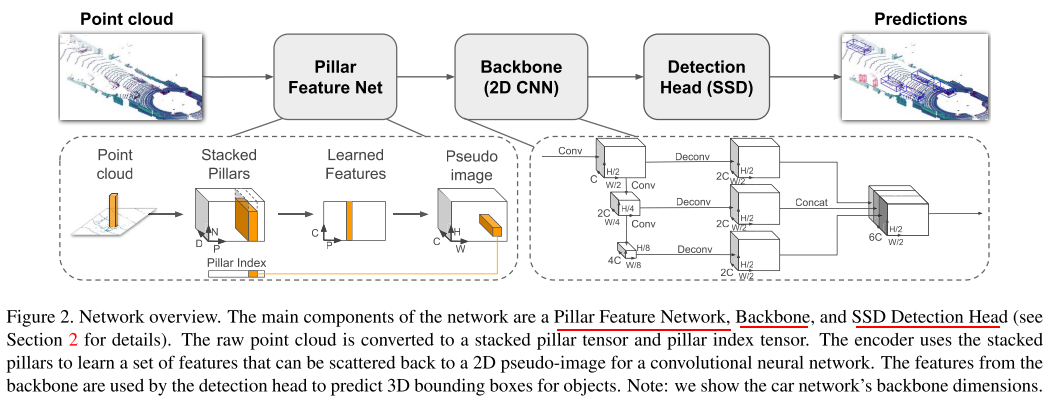 Point cloud
Pillar
Feature Net
Backbone
(2D CNN)
Detection
Head (SSD)
Predictions
Point
cloud
Stacked
Pillars
Learned
Features
Pseudo
image
D
N
P
C
P
C
H
W
Pillar Index
Conv
C
H/2
W/2
Conv
2C
H/4
W/4
Conv
4C
H/8
W/8
Deconv
2C
H/2
W/2
Deconv
2C
H/2
W/2
Deconv
2C
H/2
W/2
Concat
6C
H/2
W/2
Figure 2. Network overview. The main components of the network are a Pillar Feature Network, Backbone, and SSD Detection Head (see
Section 2 for details). The raw point cloud is converted to a stacked pillar tensor and pillar index tensor. The encoder uses the stacked
pillars to learn a set of features that can be scattered back to a 2D pseudo-image for a convolutional neural network. The features from the
backbone are used by the detection head to predict 3D bounding boxes for objects. Note: we show the car network's backbone dimensions.